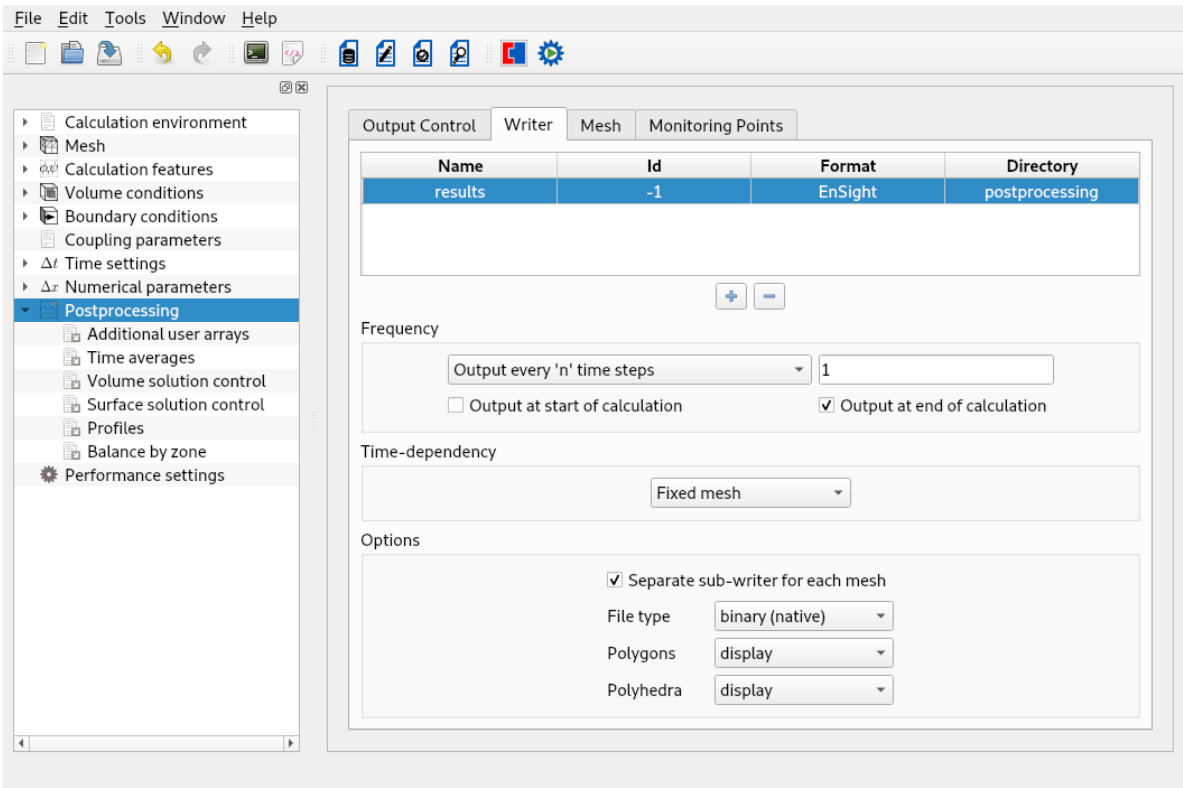 File Edit Tools Window Help
Calculation environment
Mesh
Calculation features
Volume conditions
Boundary conditions
Coupling parameters
Δt Time settings
Δx Numerical parameters
Postprocessing
Additional user arrays
Time averages
Volume solution control
Surface solution control
Profiles
Balance by zone
Performance settings
Output Control Writer Mesh Monitoring Points
Name Id Format Directory
results -1 EnSight postprocessing
Frequency
Output every 'n' time steps 1
Output at start of calculation Output at end of calculation
Time-dependency
Fixed mesh
Options
Separate sub-writer for each mesh
File type binary (native)
Polygons display
Polyhedra display